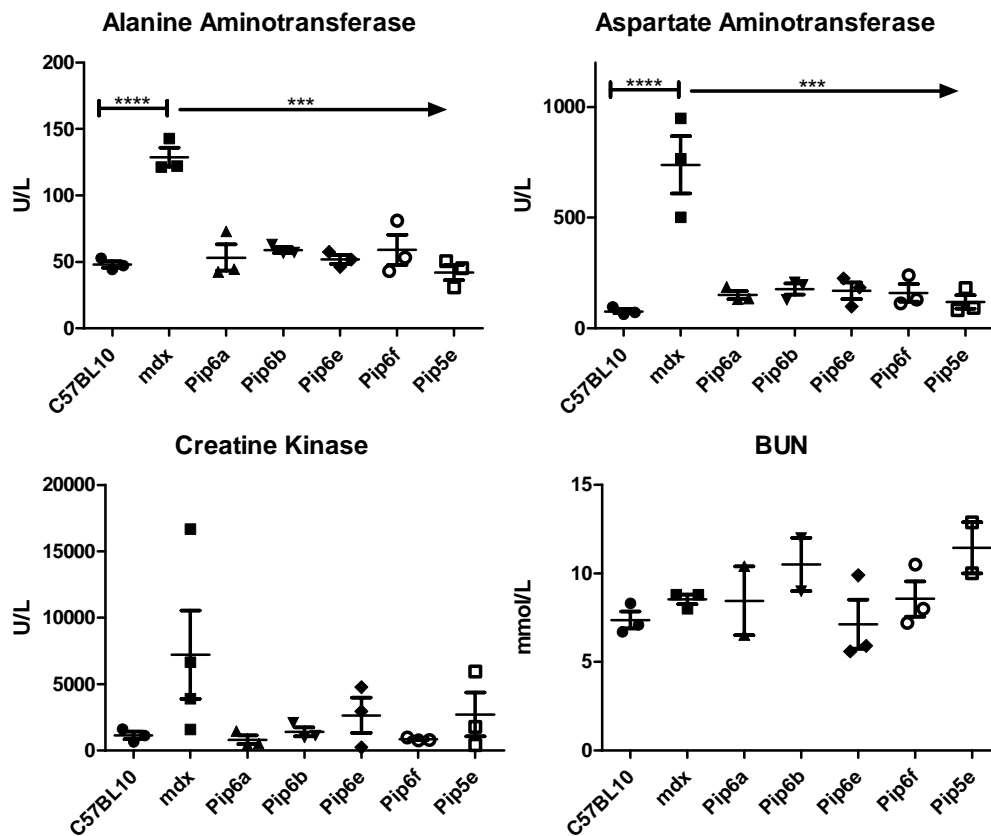 Alanine Aminotransferase
U/L
200
150
100
50
0
**** ***
C57BL10 mdx Pip6a Pip6b Pip6e Pip6f Pip5e
Aspartate Aminotransferase
U/L
1000
500
0
**** ***
C57BL10 mdx Pip6a Pip6b Pip6e Pip6f Pip5e
Creatine Kinase
U/L
20000
15000
10000
5000
0
C57BL10 mdx Pip6a Pip6b Pip6e Pip6f Pip5e
BUN
mmol/L
15
10
5
0
C57BL10 mdx Pip6a Pip6b Pip6e Pip6f Pip5e